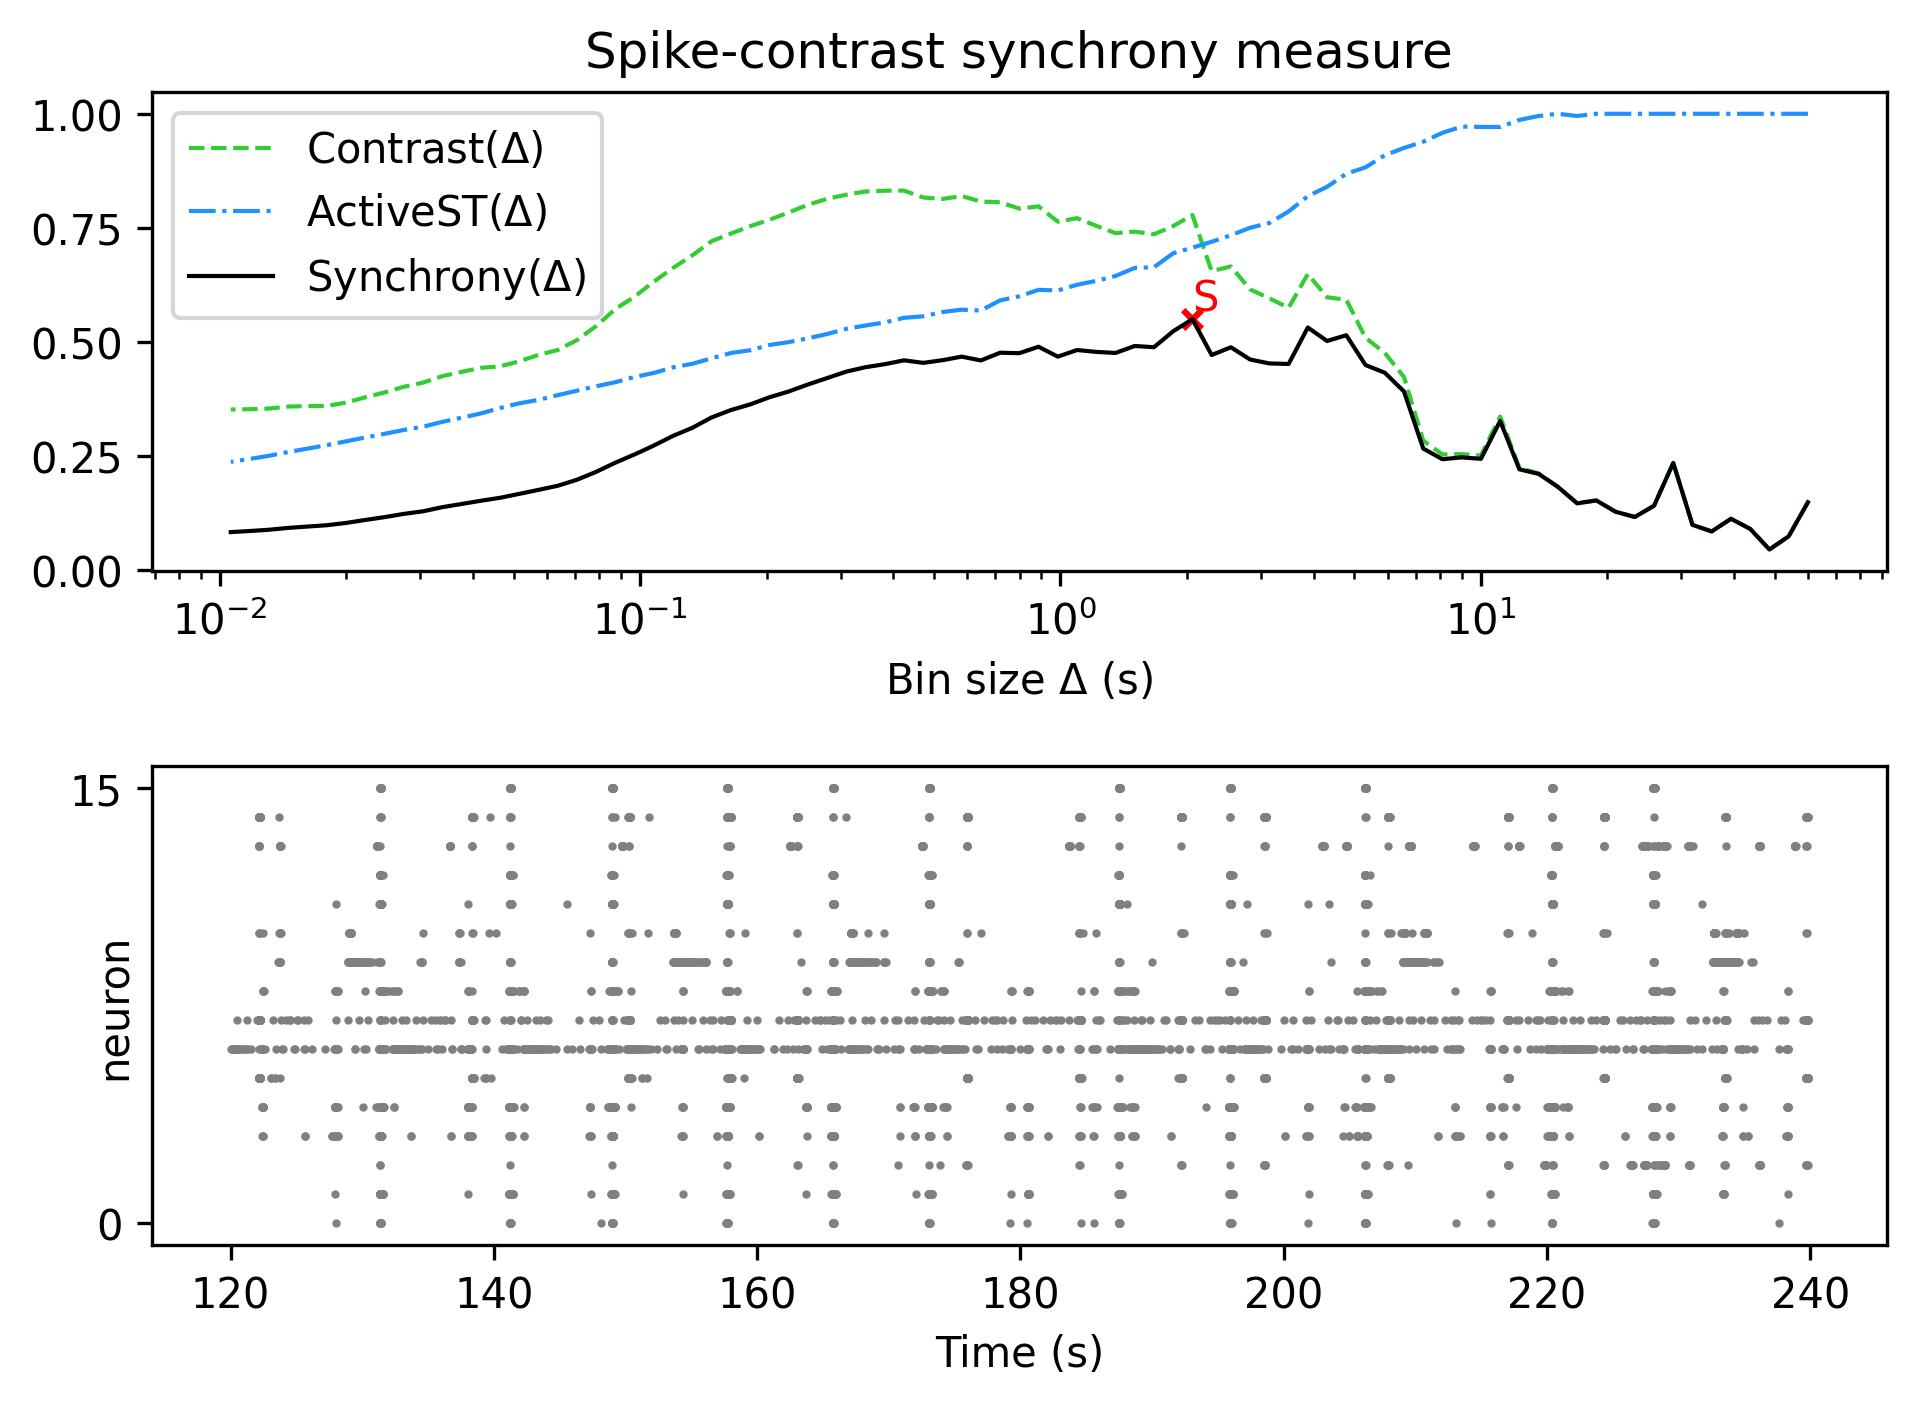 Spike-contrast synchrony measure
1.00
0.75
0.50
0.25
0.00
Contrast(Δ)
ActiveST(Δ)
Synchrony(Δ)
S
10⁻² 10⁻¹ 10⁰ 10¹
Bin size Δ (s)
15
0
neuron
120 140 160 180 200 220 240
Time (s)